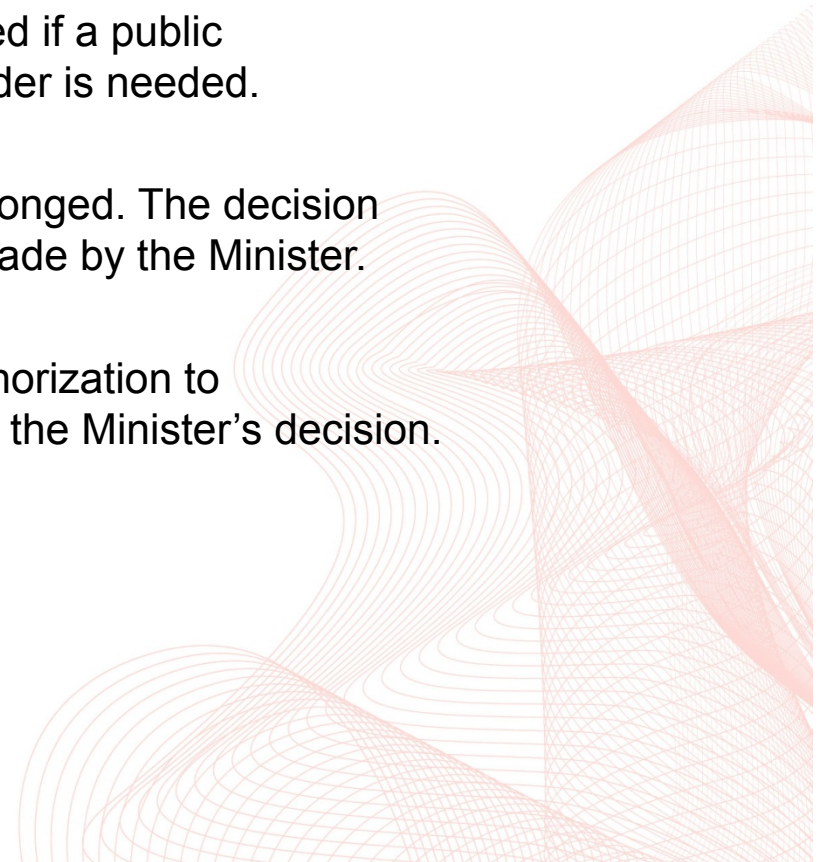 ed if a public
der is needed.
onged. The decision
ade by the Minister.
horization to
the Minister’s decision.